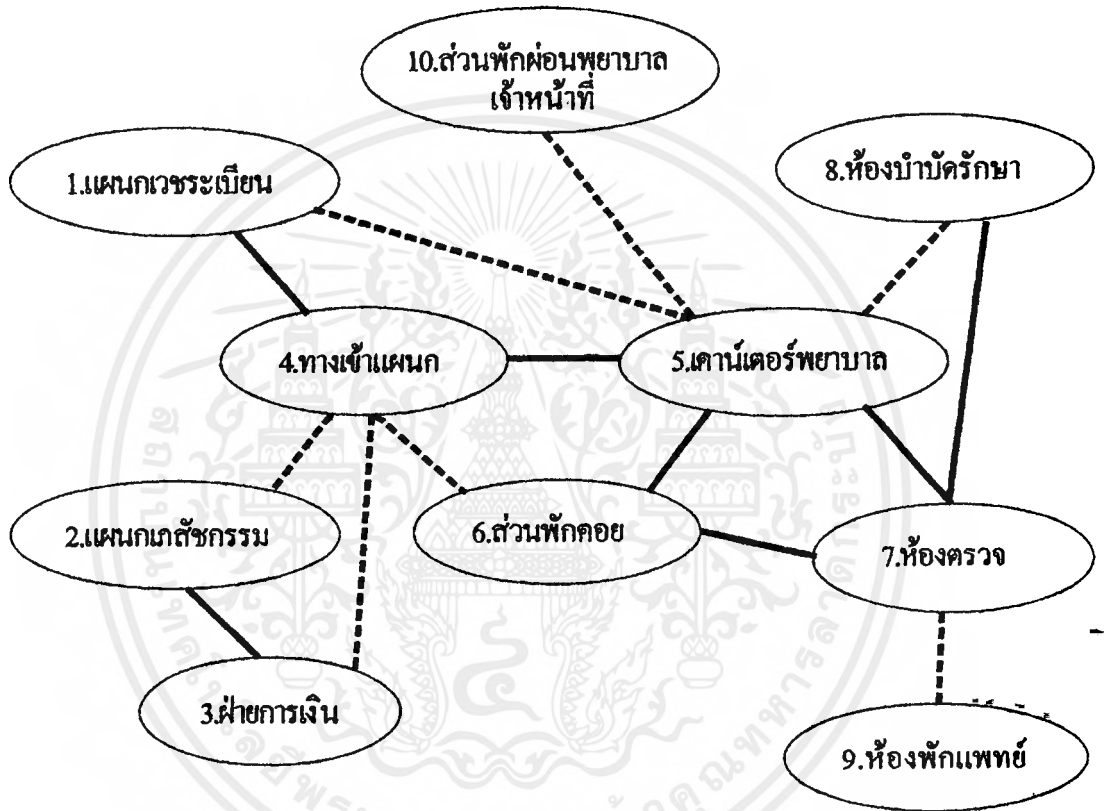 10.ส่วนพักผ่อนพยาบาล
เจ้าหน้าที่
1.แผนกเวชระเบียน
8.ห้องบำบัดรักษา
4.ทางเข้าแผนก
5.เคาน์เตอร์พยาบาล
2.แผนกเภสัชกรรม
6.ส่วนพักคอย
7.ห้องตรวจ
3.ฝ่ายการเงิน
9.ห้องพักแพทย์